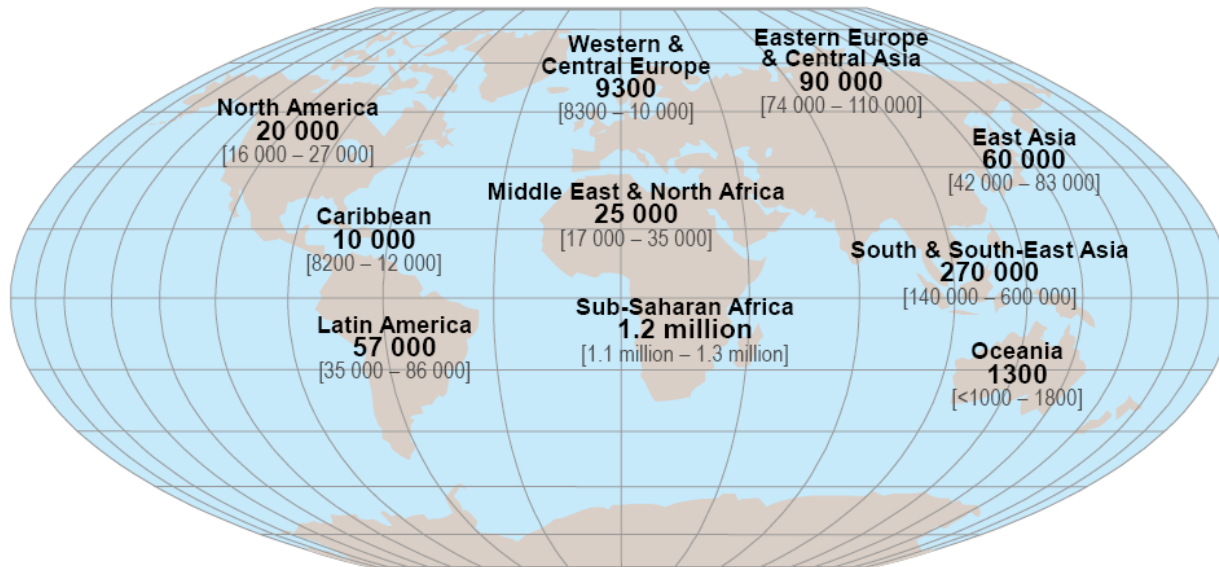 Western &
Central Europe
9300
[8300 – 10 000]
Eastern Europe
& Central Asia
90 000
[74 000 – 110 000]
North America
20 000
[16 000 – 27 000]
East Asia
60 000
[42 000 – 83 000]
Middle East & North Africa
25 000
[17 000 – 35 000]
Caribbean
10 000
[8200 – 12 000]
South & South-East Asia
270 000
[140 000 – 600 000]
Sub-Saharan Africa
1.2 million
[1.1 million – 1.3 million]
Latin America
57 000
[35 000 – 86 000]
Oceania
1300
[<1000 – 1800]